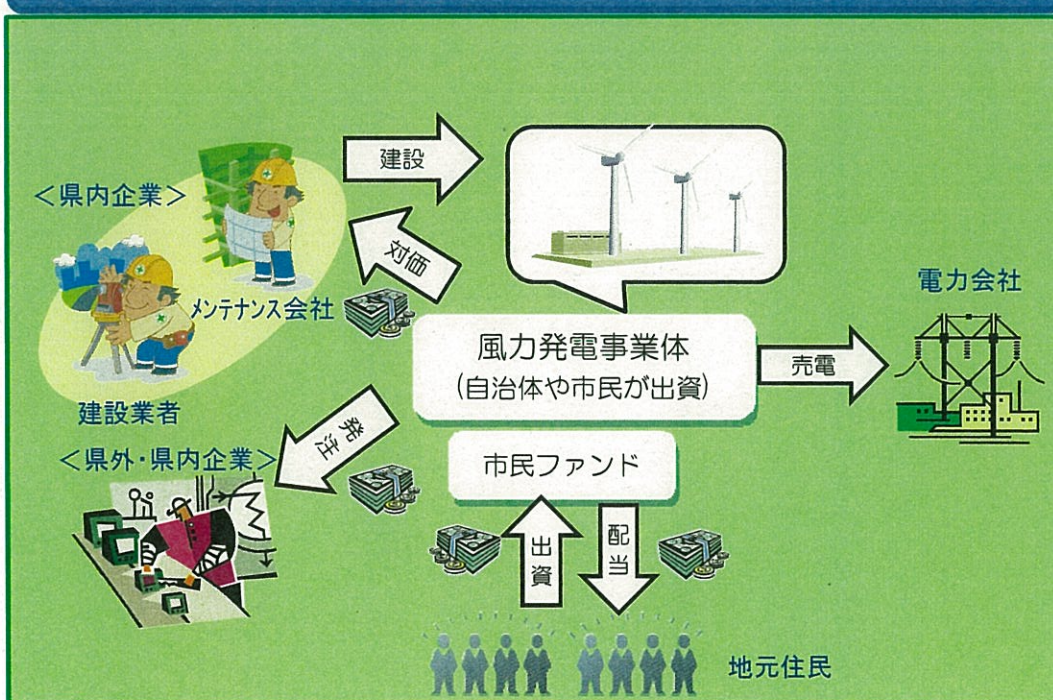 建設
＜県内企業＞
対価
メンテナンス会社
建設業者
風力発電事業体
(自治体や市民が出資)
売電
電力会社
発注
＜県外・県内企業＞
市民ファンド
出資
配当
地元住民